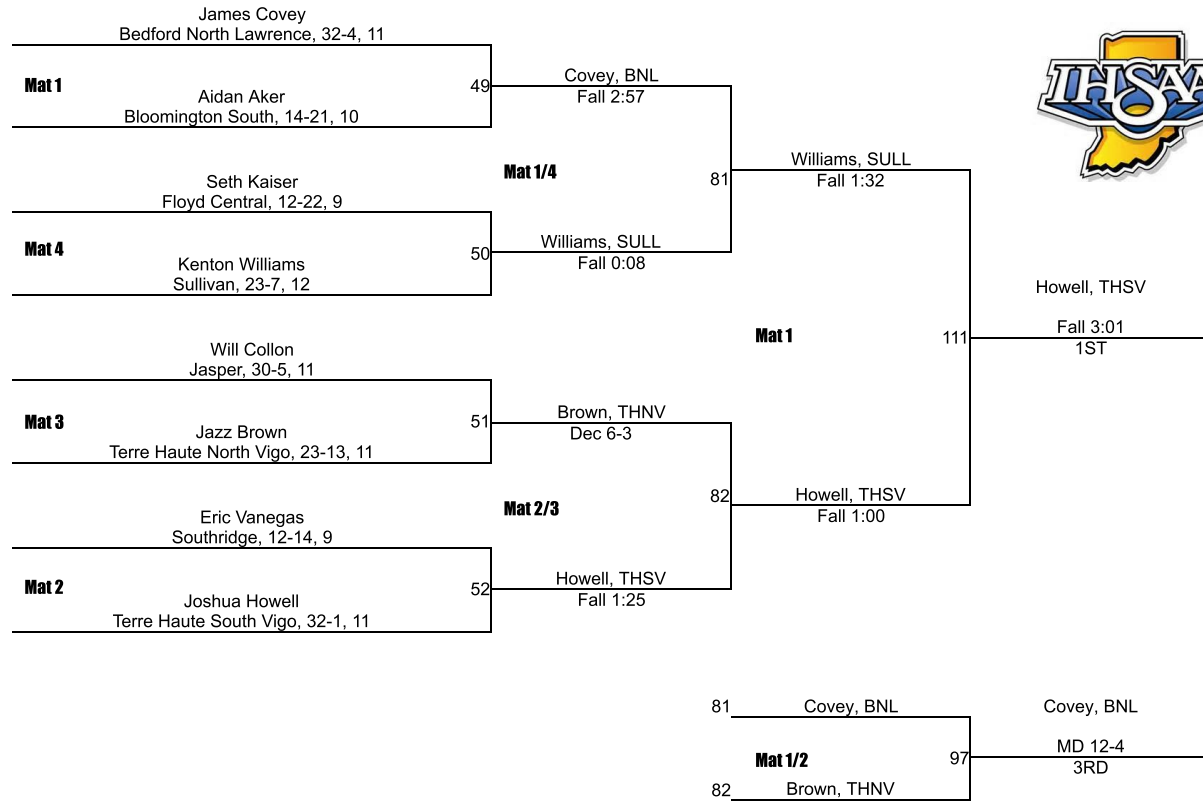 James Covey
Bedford North Lawrence, 32-4, 11
Mat 1
49
Aidan Aker
Bloomington South, 14-21, 10
Covey, BNL
Fall 2:57
Mat 1/4
81
Seth Kaiser
Floyd Central, 12-22, 9
Mat 4
50
Kenton Williams
Sullivan, 23-7, 12
Williams, SULL
Fall 0:08
Williams, SULL
Fall 1:32
IHSAA
Mat 1
111
Howell, THSV
Fall 3:01
1ST
Will Collon
Jasper, 30-5, 11
Mat 3
51
Jazz Brown
Terre Haute North Vigo, 23-13, 11
Brown, THNV
Dec 6-3
Mat 2/3
82
Eric Vanegas
Southridge, 12-14, 9
Mat 2
52
Joshua Howell
Terre Haute South Vigo, 32-1, 11
Howell, THSV
Fall 1:25
Howell, THSV
Fall 1:00
81
Covey, BNL
Mat 1/2
97
82
Brown, THNV
Covey, BNL
MD 12-4
3RD